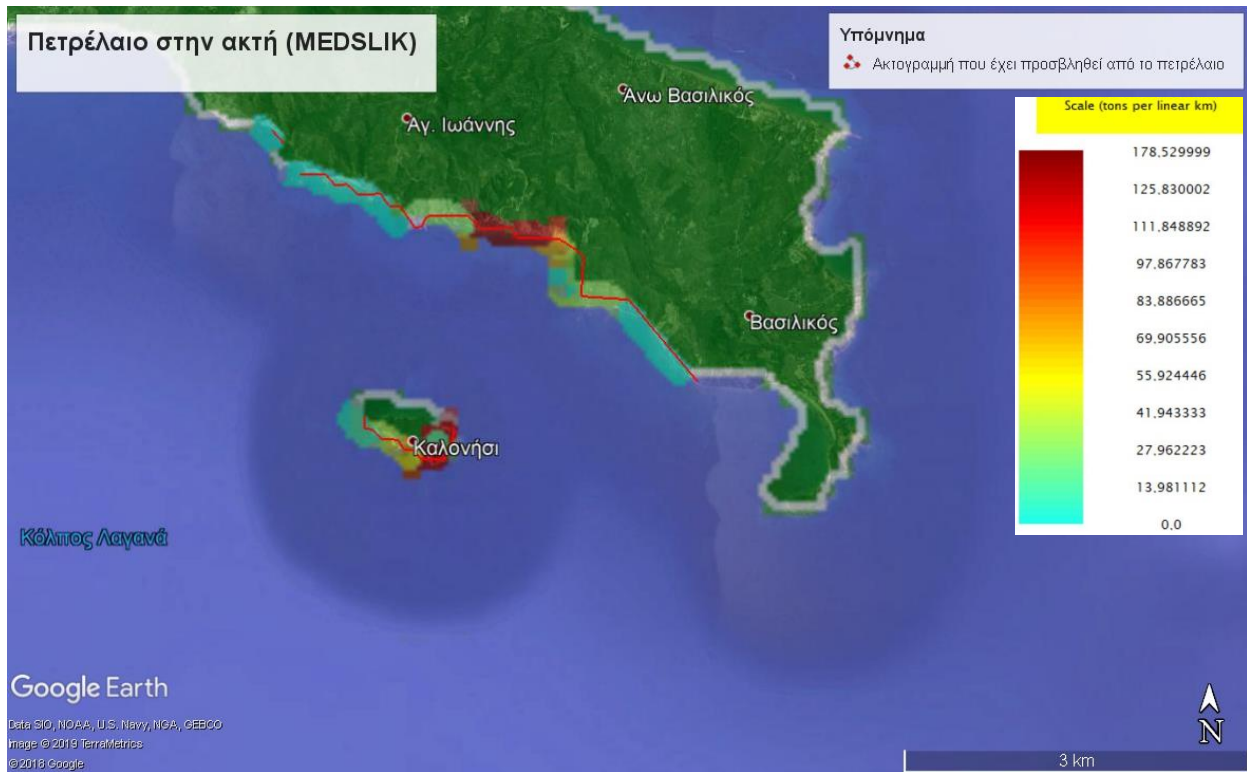 Πετρέλαιο στην ακτή (MEDSLIK)
Υπόμνημα
Ακτογραμμή που έχει προσβληθεί από το πετρέλαιο
Scale (tons per linear km)
178,529999
125,830002
111,848892
97,867783
83,886665
69,905556
55,924446
41,943333
27,962223
13,981112
0,0
Άνω Βασιλικός
Αγ. Ιωάννης
Βασιλικός
Καλονήσι
Κόλπος Λαγανά
Google Earth
Data SIO, NOAA, U.S. Navy, NGA, GEBCO
Image © 2019 TerraMetrics
© 2018 Google
N
3 km